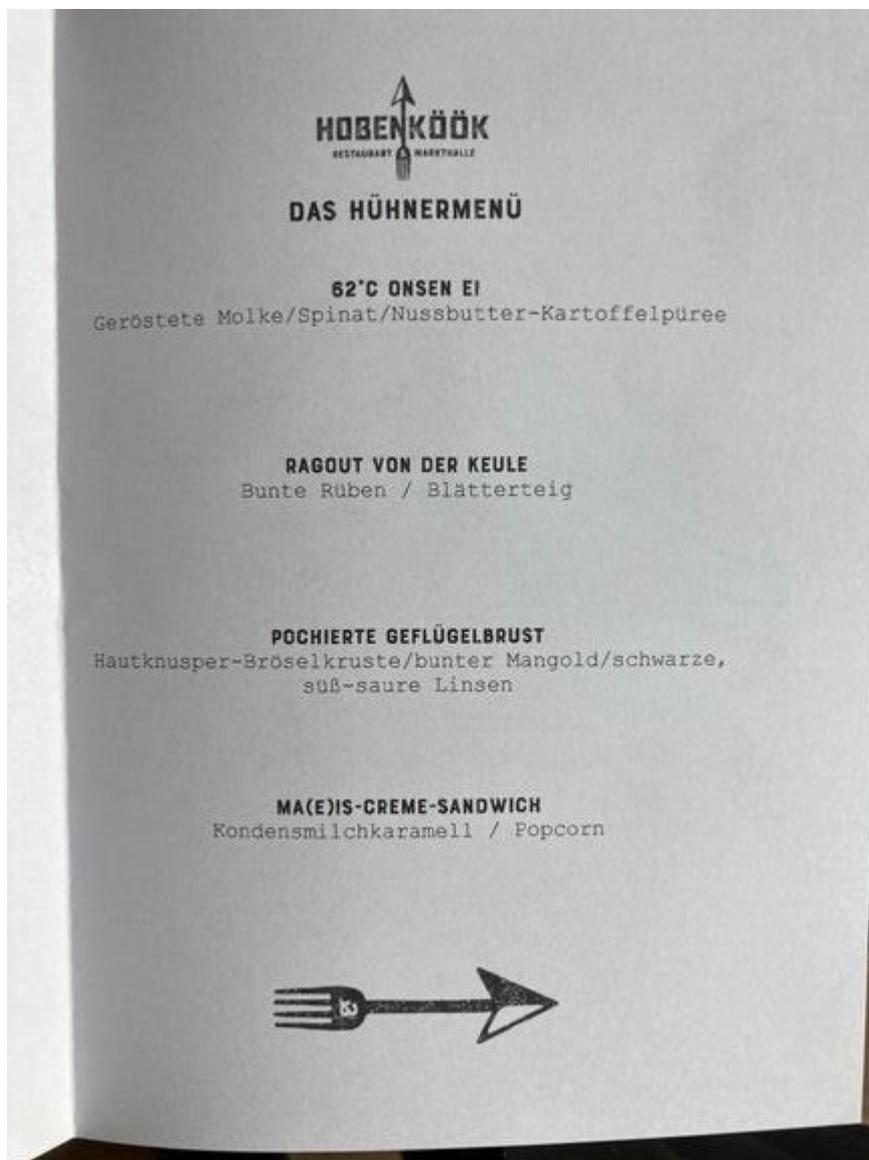 HOBENKÖÖK
RESTAURANT & MARKTHALLE
DAS HÜHNERMENÜ
62°C ONSEN EI
Geröstete Molke/Spinat/Nussbutter-Kartoffelpüree
RAGOUT VON DER KEULE
Bunte Rüben / Blätterteig
POCHIERTE GEFLÜGELBRUST
Hautknusper-Bröselkruste/bunter Mangold/schwarze,
süß-saure Linsen
MA(E)IS-CREME-SANDWICH
Kondensmilchkaramell / Popcorn
&